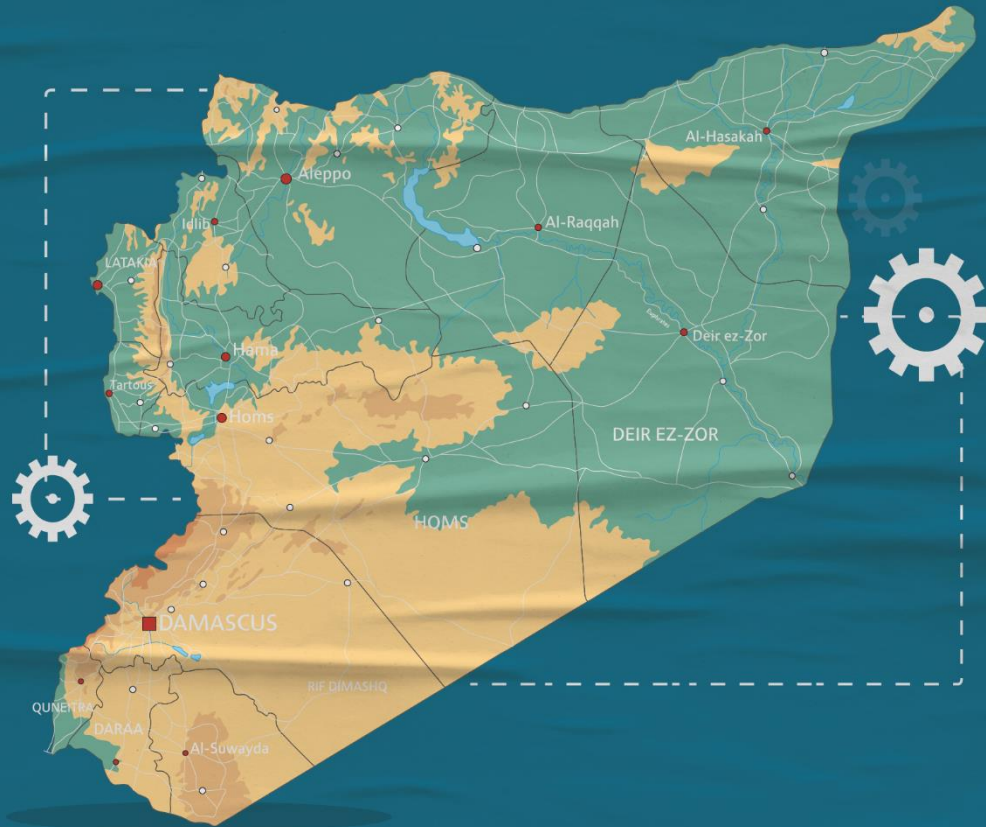 Al-Hasakah
Aleppo
Idlib
Al-Raqqah
LATAKIA
Euphrates
Deir ez-Zor
Hama
Tartous
Homs
DEIR EZ-ZOR
HOMS
DAMASCUS
RIF DIMASHQ
QUNEITRA
DARAA
Al-Suwayda